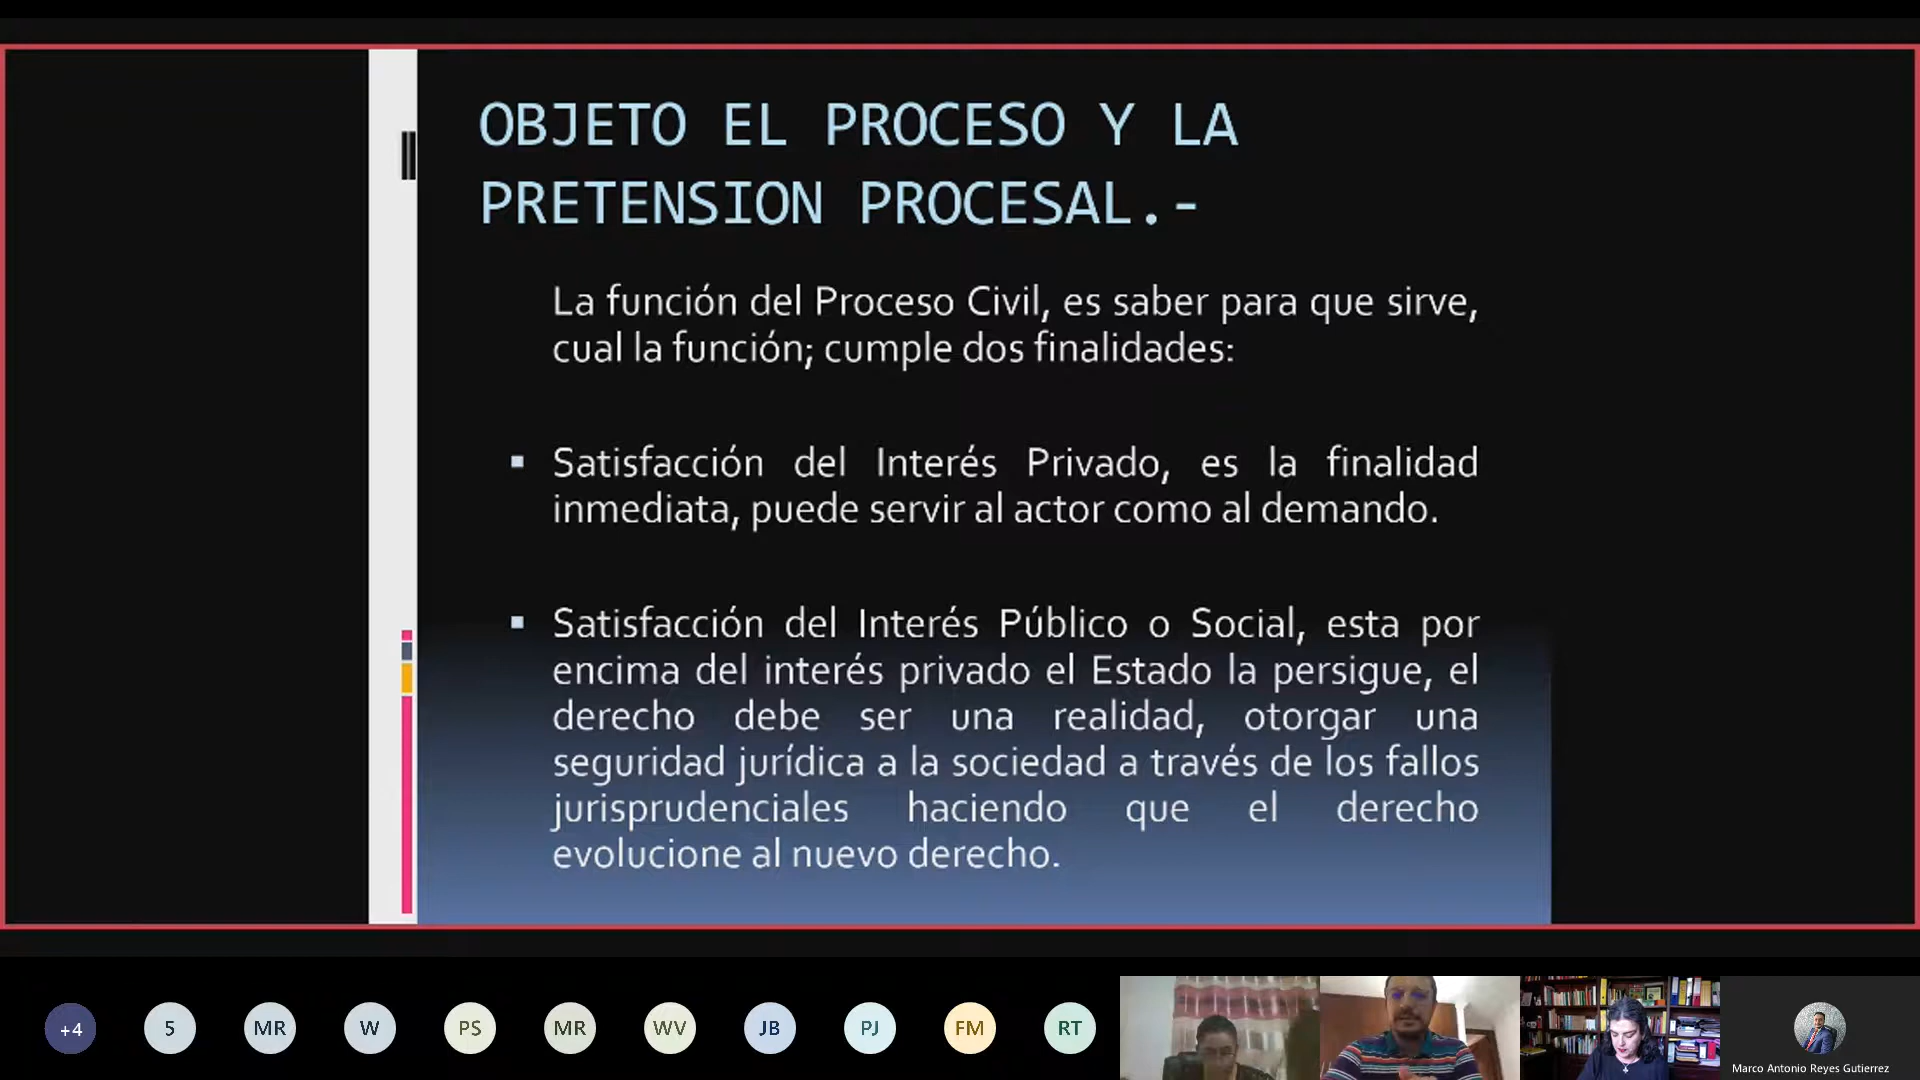 OBJETO EL PROCESO Y LA
PRETENSION PROCESAL.-
La función del Proceso Civil, es saber para que sirve,
cual la función; cumple dos finalidades:
▪ Satisfacción del Interés Privado, es la finalidad
inmediata, puede servir al actor como al demando.
▪ Satisfacción del Interés Público o Social, esta por
encima del interés privado el Estado la persigue, el
derecho debe ser una realidad, otorgar una
seguridad jurídica a la sociedad a través de los fallos
jurisprudenciales haciendo que el derecho
evolucione al nuevo derecho.
+4 5 MR W PS MR WV JB PJ FM RT
Marco Antonio Reyes Gutierrez